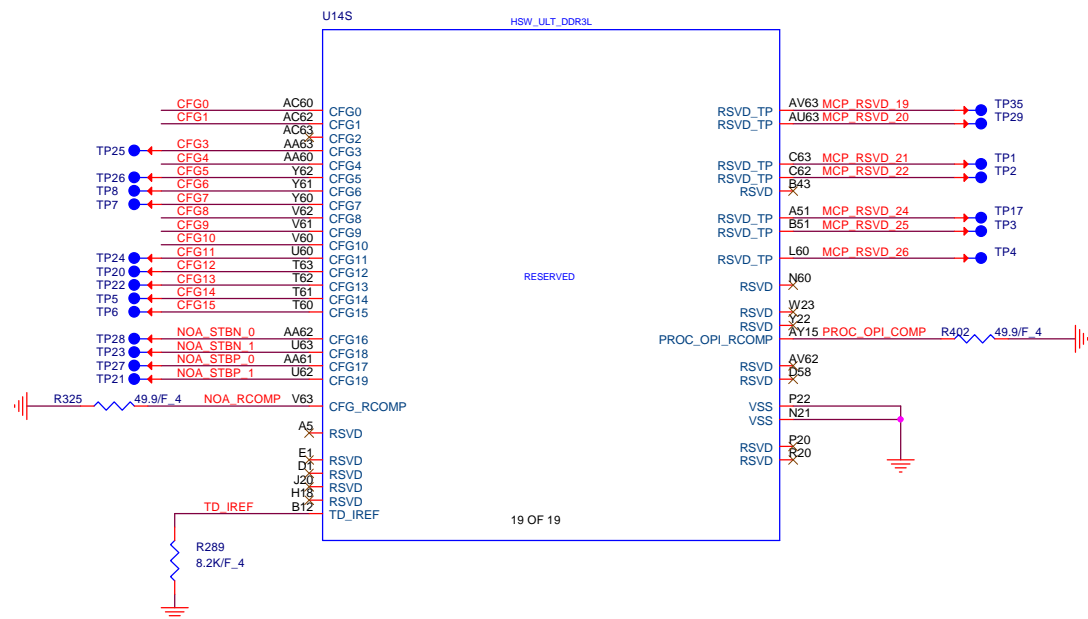 U14S
HSW_ULT_DDR3L
CFG0 AC60 CFG0
CFG1 AC62 CFG1
AC63 CFG2
TP25 CFG3 AA63 CFG3
CFG4 AA60 CFG4
TP26 CFG5 Y62 CFG5
TP8 CFG6 Y61 CFG6
TP7 CFG7 Y60 CFG7
CFG8 V62 CFG8
CFG9 V61 CFG9
CFG10 V60 CFG10
TP24 CFG11 U60 CFG11
TP20 CFG12 T63 CFG12
TP22 CFG13 T62 CFG13
TP5 CFG14 T61 CFG14
TP6 CFG15 T60 CFG15
TP28 NOA_STBN_0 AA62 CFG16
TP23 NOA_STBN_1 U63 CFG18
TP27 NOA_STBP_0 AA61 CFG17
TP21 NOA_STBP_1 U62 CFG19
R325 49.9/F_4 NOA_RCOMP V63 CFG_RCOMP
A5 RSVD
E1 RSVD
D1 RSVD
J20 RSVD
H18 RSVD
TD_IREF B12 TD_IREF
R289
8.2K/F_4
RESERVED
19 OF 19
RSVD_TP AV63 MCP_RSVD_19 TP35
RSVD_TP AU63 MCP_RSVD_20 TP29
RSVD_TP C63 MCP_RSVD_21 TP1
RSVD_TP C62 MCP_RSVD_22 TP2
RSVD B43
RSVD_TP A51 MCP_RSVD_24 TP17
RSVD_TP B51 MCP_RSVD_25 TP3
RSVD_TP L60 MCP_RSVD_26 TP4
RSVD N60
RSVD W23
RSVD Y22
PROC_OPI_RCOMP AY15 PROC_OPI_COMP R402 49.9/F_4
RSVD AV62
RSVD D58
VSS P22
VSS N21
RSVD P20
RSVD R20